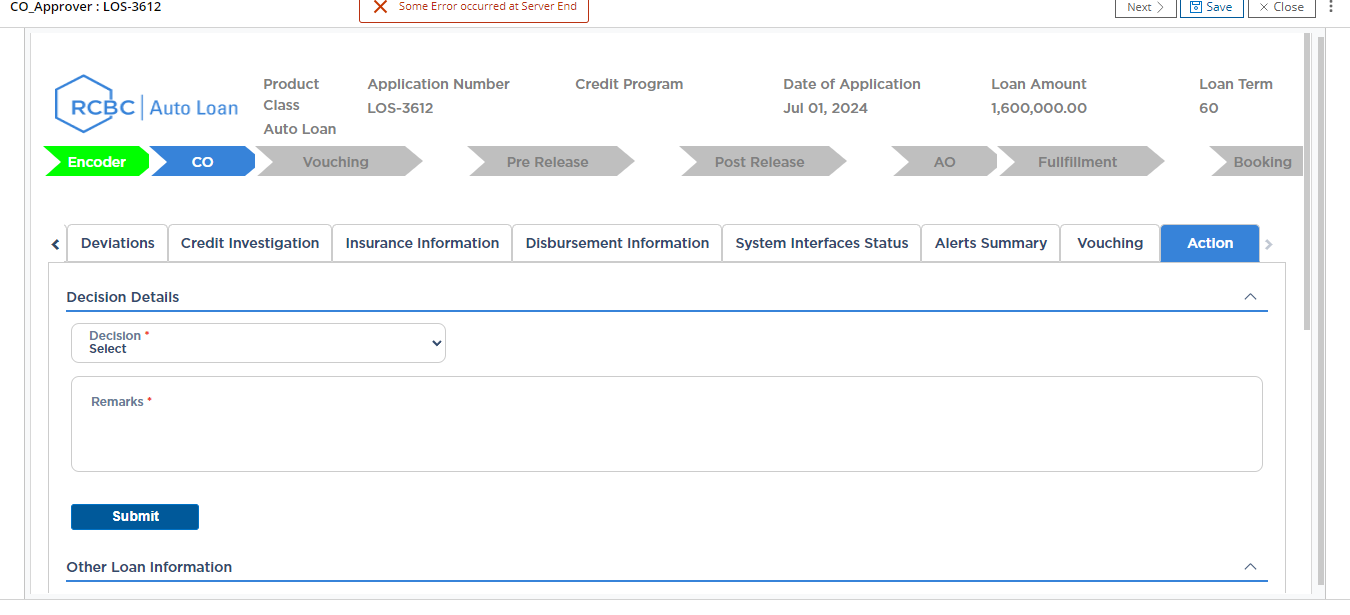 CO_Approver : LOS-3612
Some Error occurred at Server End
Next
Save
Close
RCBC Auto Loan
Product Class
Auto Loan
Application Number
LOS-3612
Credit Program
Date of Application
Jul 01, 2024
Loan Amount
1,600,000.00
Loan Term
60
Encoder
CO
Vouching
Pre Release
Post Release
AO
Fullfillment
Booking
Deviations
Credit Investigation
Insurance Information
Disbursement Information
System Interfaces Status
Alerts Summary
Vouching
Action
Decision Details
Decision *
Select
Remarks *
Submit
Other Loan Information